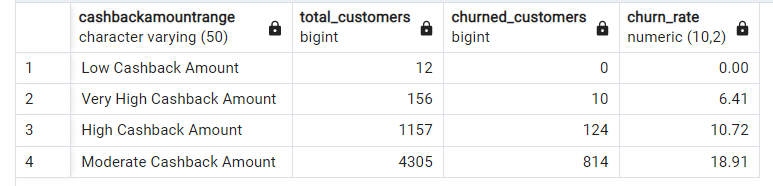 cashbackamountrange total_customers churned_customers churn_rate
character varying (50) bigint bigint numeric (10,2)
1 Low Cashback Amount 12 0 0.00
2 Very High Cashback Amount 156 10 6.41
3 High Cashback Amount 1157 124 10.72
4 Moderate Cashback Amount 4305 814 18.91